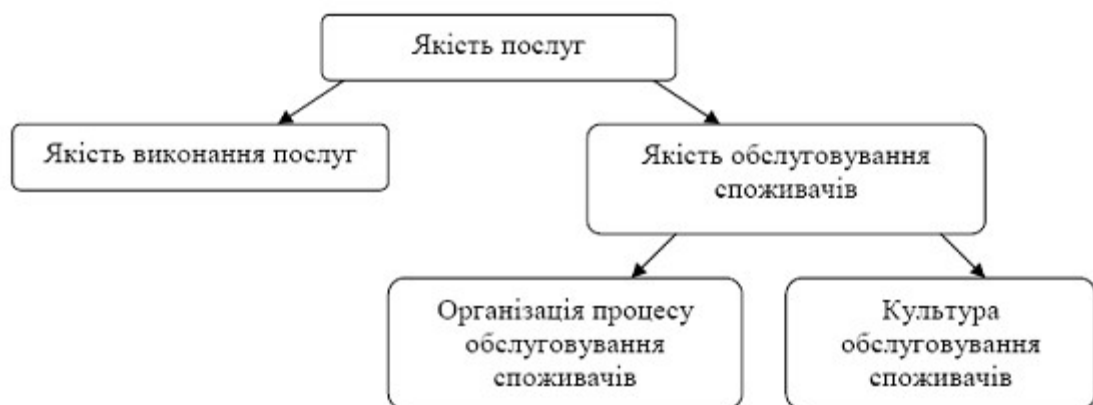 Якість послуг
Якість виконання послуг
Якість обслуговування
споживачів
Організація процесу
обслуговування
споживачів
Культура
обслуговування
споживачів